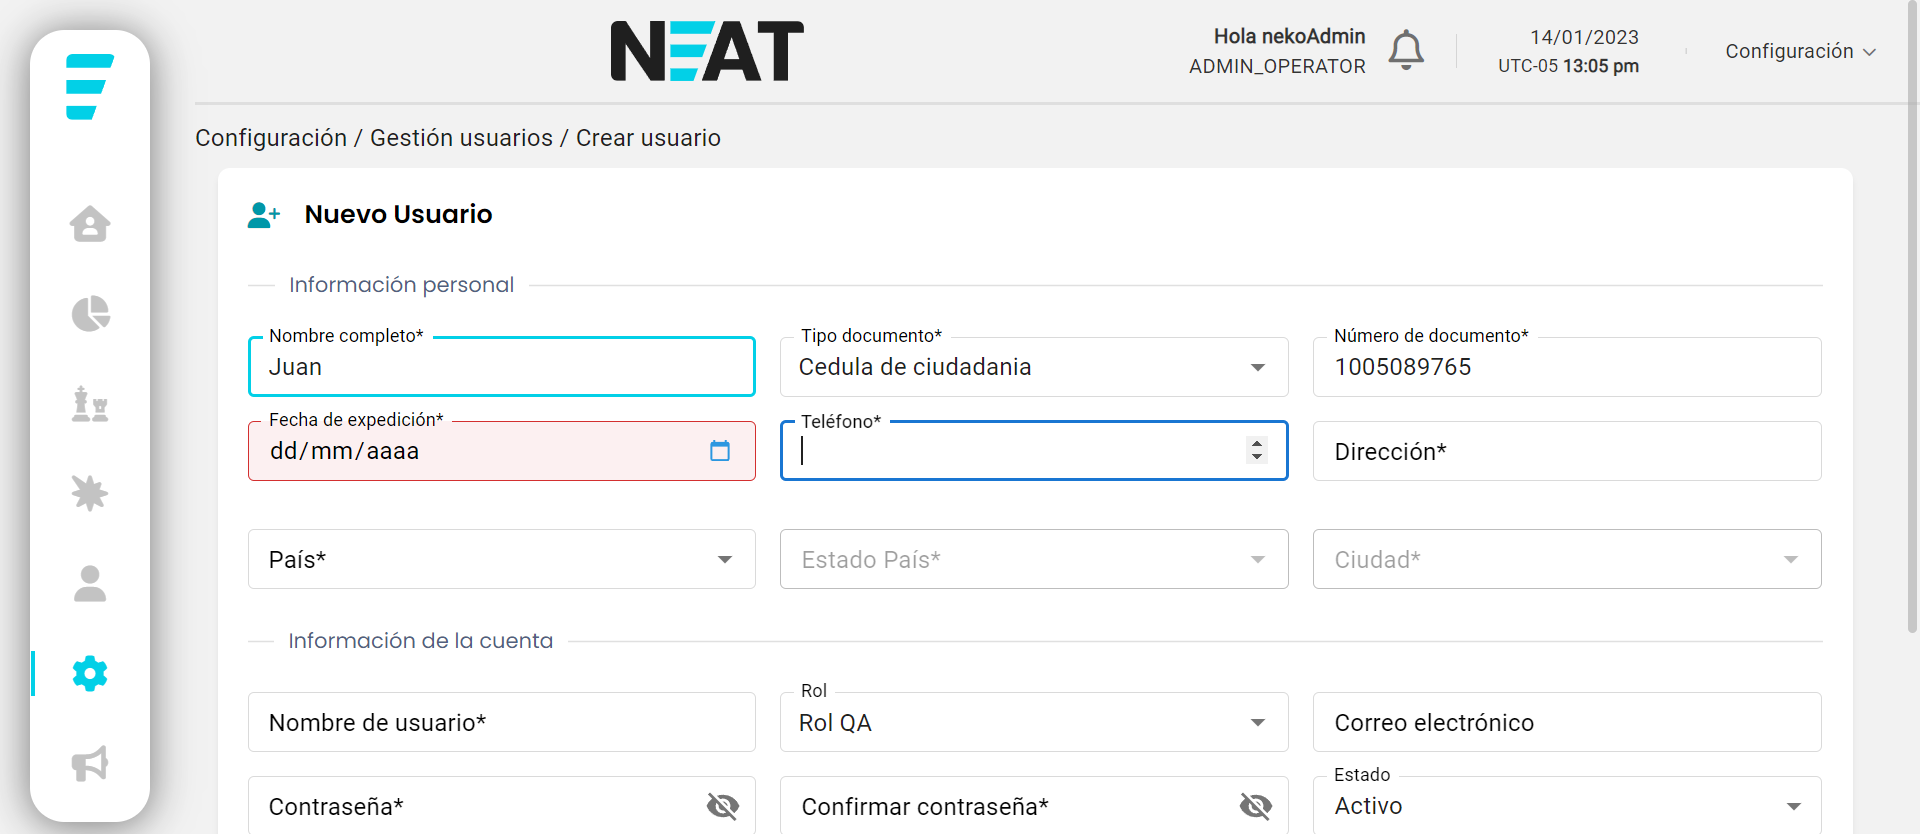 NEAT
Hola nekoAdmin
ADMIN_OPERATOR
14/01/2023
UTC-05 13:05 pm
Configuración
Configuración / Gestión usuarios / Crear usuario
Nuevo Usuario
Información personal
Nombre completo*
Juan
Tipo documento*
Cedula de ciudadania
Número de documento*
1005089765
Fecha de expedición*
dd/mm/aaaa
Teléfono*
Dirección*
País*
Estado País*
Ciudad*
Información de la cuenta
Nombre de usuario*
Rol
Rol QA
Correo electrónico
Contraseña*
Confirmar contraseña*
Estado
Activo